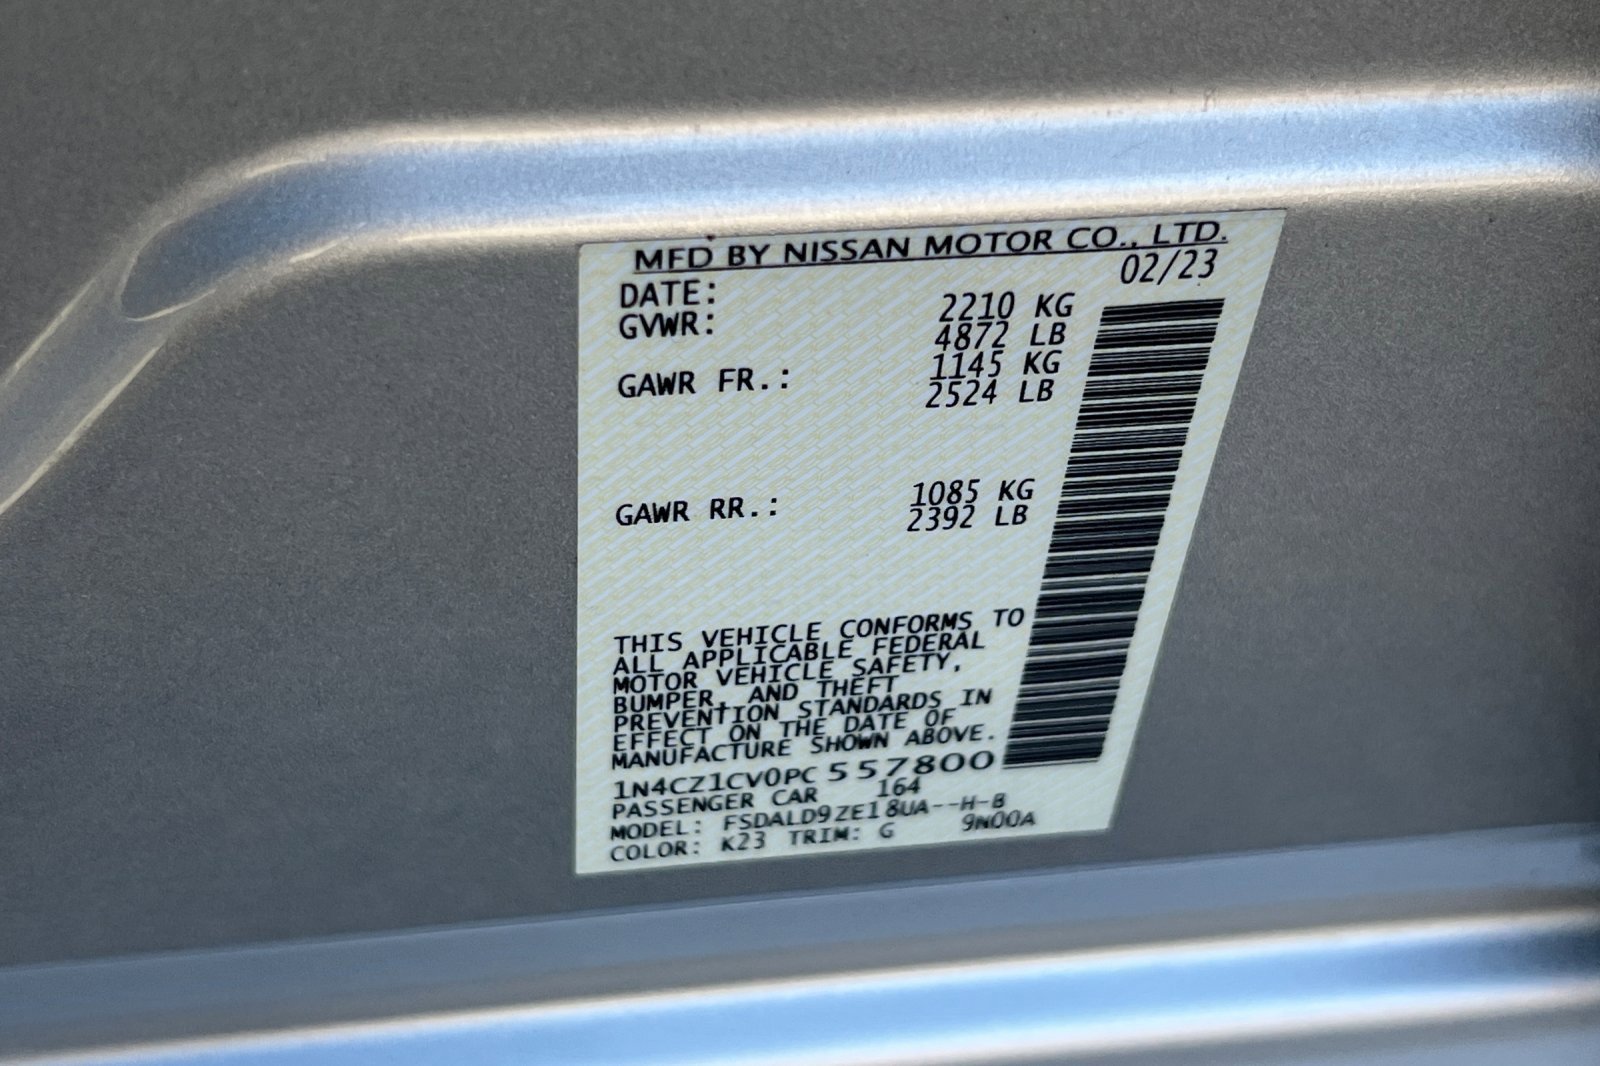 MFD BY NISSAN MOTOR CO., LTD.
DATE: 02/23
GVWR: 2210 KG
4872 LB
GAWR FR.: 1145 KG
2524 LB
GAWR RR.: 1085 KG
2392 LB
THIS VEHICLE CONFORMS TO
ALL APPLICABLE FEDERAL
MOTOR VEHICLE SAFETY,
BUMPER, AND THEFT
PREVENTION STANDARDS IN
EFFECT ON THE DATE OF
MANUFACTURE SHOWN ABOVE.
1N4CZ1CV0PC557800
PASSENGER CAR 164
MODEL: FSDALD9ZE18UA--H-B
COLOR: K23 TRIM: G 9N00A